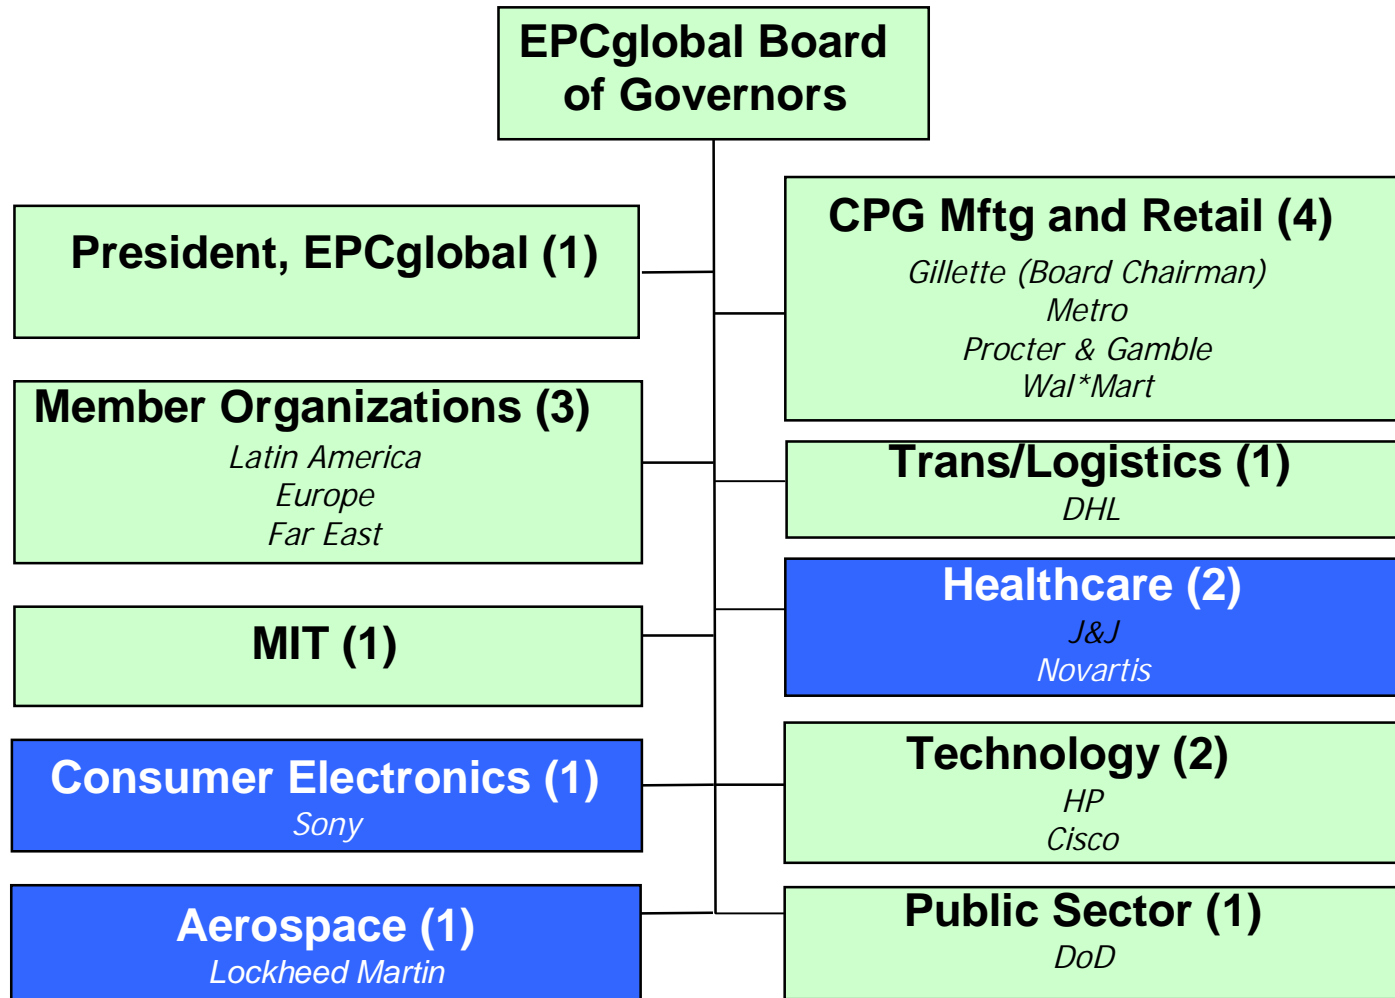 EPCglobal Board
of Governors
President, EPCglobal (1)
Member Organizations (3)
Latin America
Europe
Far East
MIT (1)
Consumer Electronics (1)
Sony
Aerospace (1)
Lockheed Martin
CPG Mftg and Retail (4)
Gillette (Board Chairman)
Metro
Procter & Gamble
Wal*Mart
Trans/Logistics (1)
DHL
Healthcare (2)
J&J
Novartis
Technology (2)
HP
Cisco
Public Sector (1)
DoD